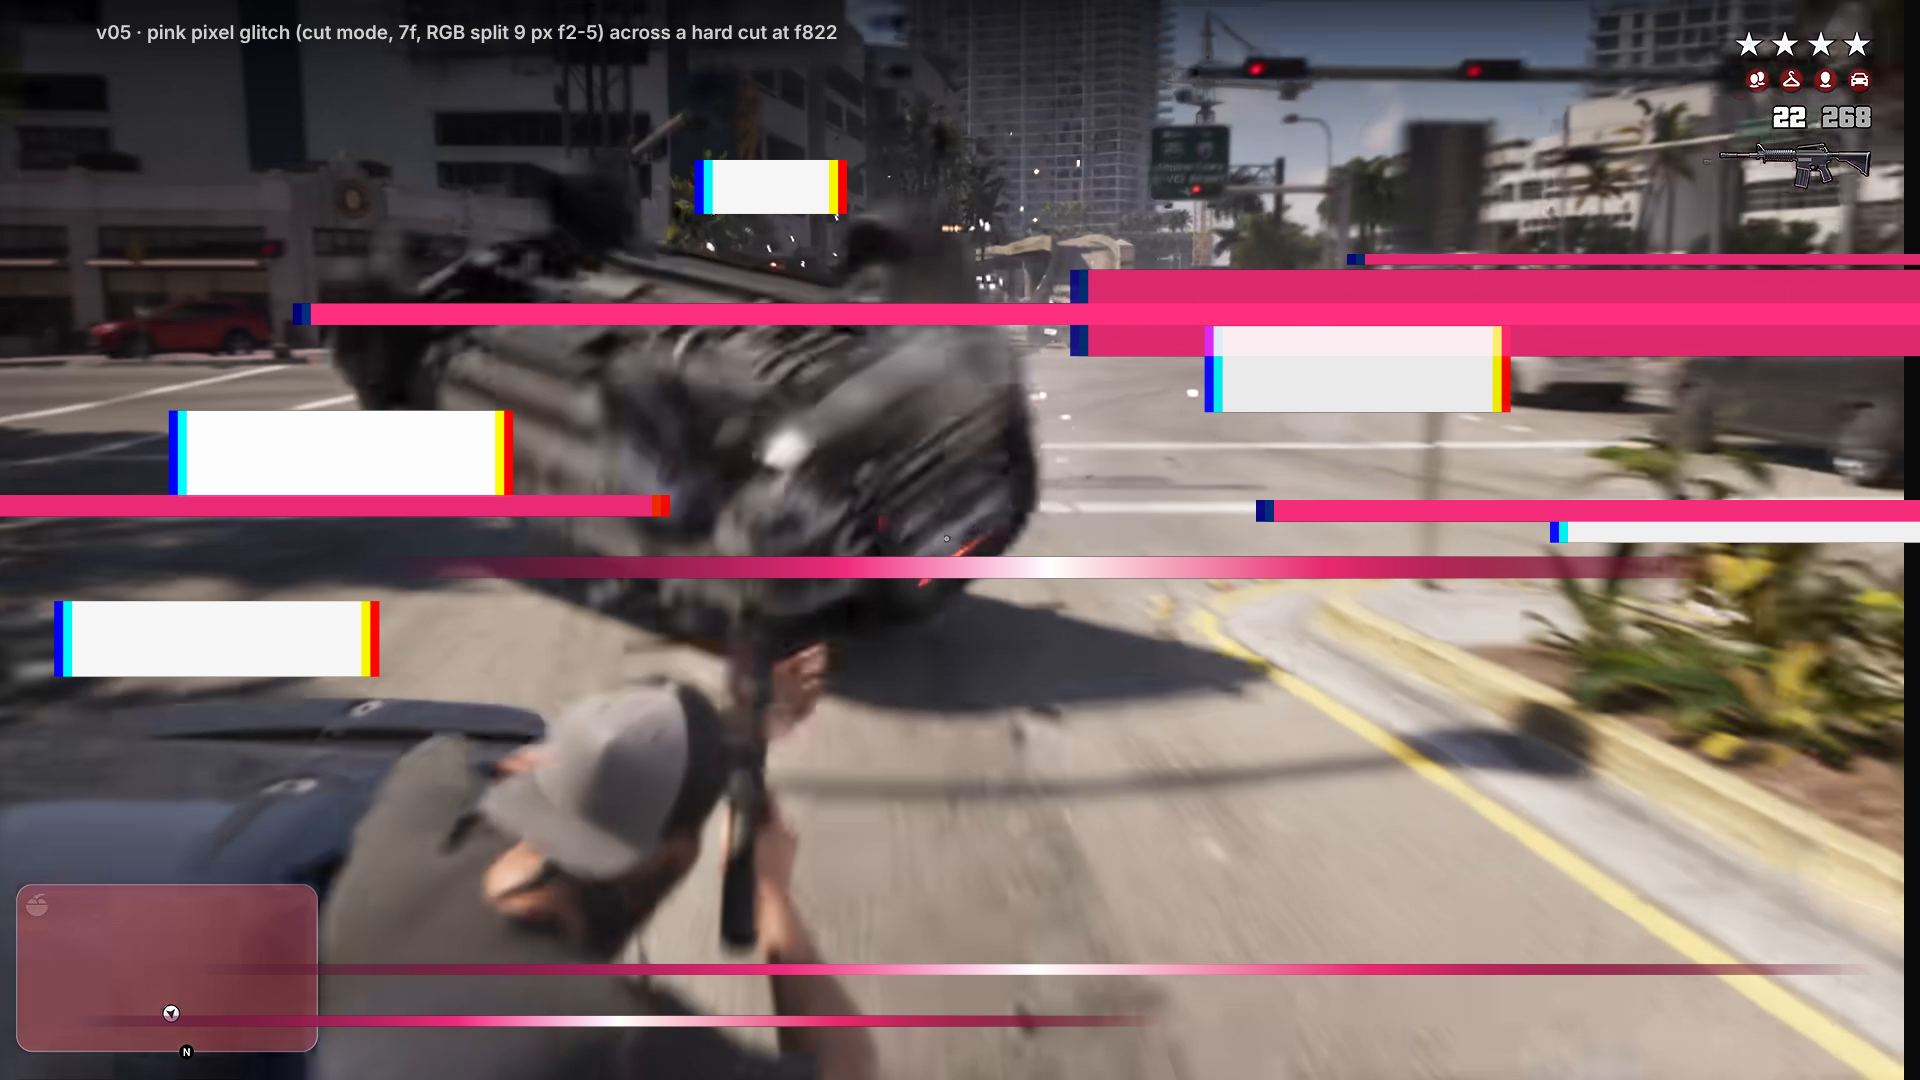 v05 · pink pixel glitch (cut mode, 7f, RGB split 9 px f2-5) across a hard cut at f822
22 268
N